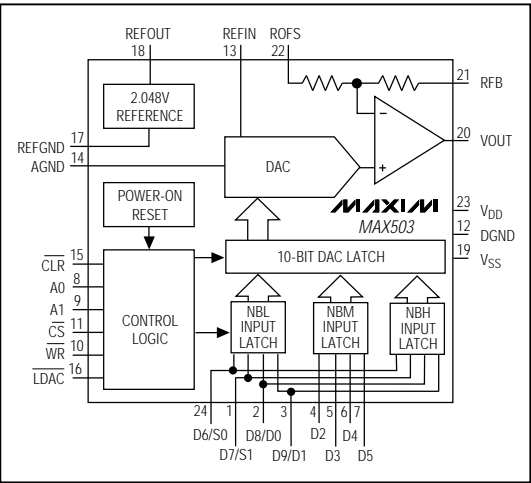 REFOUT REFIN ROFS
18 13 22
21 RFB
2.048V
REFERENCE
−
20 VOUT
17
REFGND
14
AGND
DAC
+
POWER-ON
RESET
MAXIM
MAX503
23 VDD
12 DGND
19 VSS
15
CLR
10-BIT DAC LATCH
8
A0
9
A1
11
CS
10
WR
16
LDAC
CONTROL
LOGIC
NBL
INPUT
LATCH
NBM
INPUT
LATCH
NBH
INPUT
LATCH
24 1 2 3 4 5 6 7
D6/S0 D8/D0 D2 D4
D7/S1 D9/D1 D3 D5